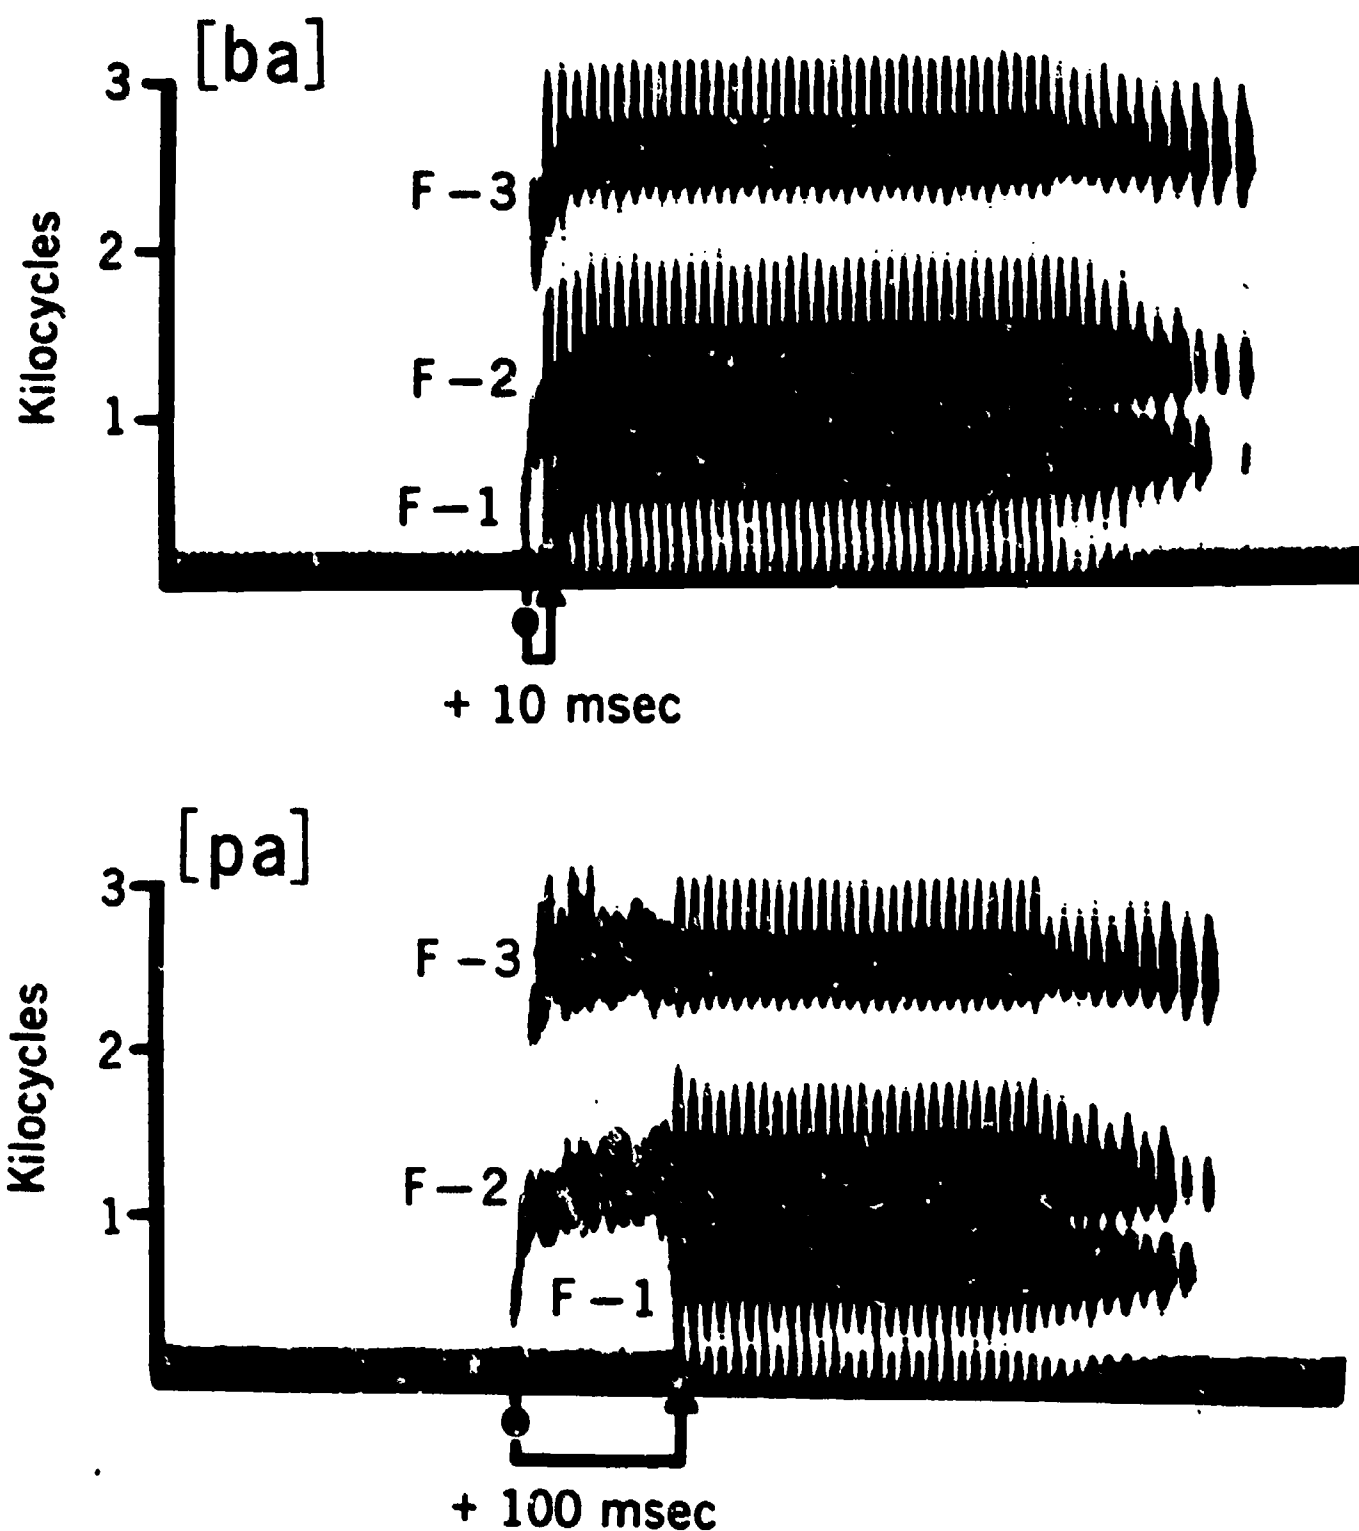 [ba]
3
F-3
2
Kilocycles
F-2
1
F-1
+ 10 msec
[pa]
3
F-3
2
Kilocycles
F-2
1
F-1
+ 100 msec